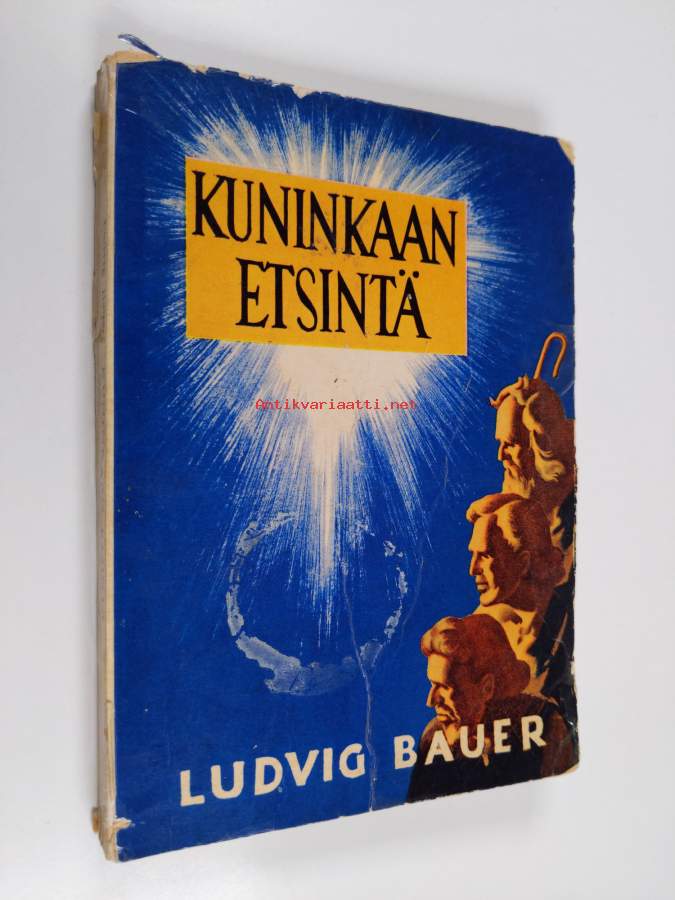 KUNINKAAN
ETSINTÄ
Antikvariaatti.net
LUDVIG BAUER